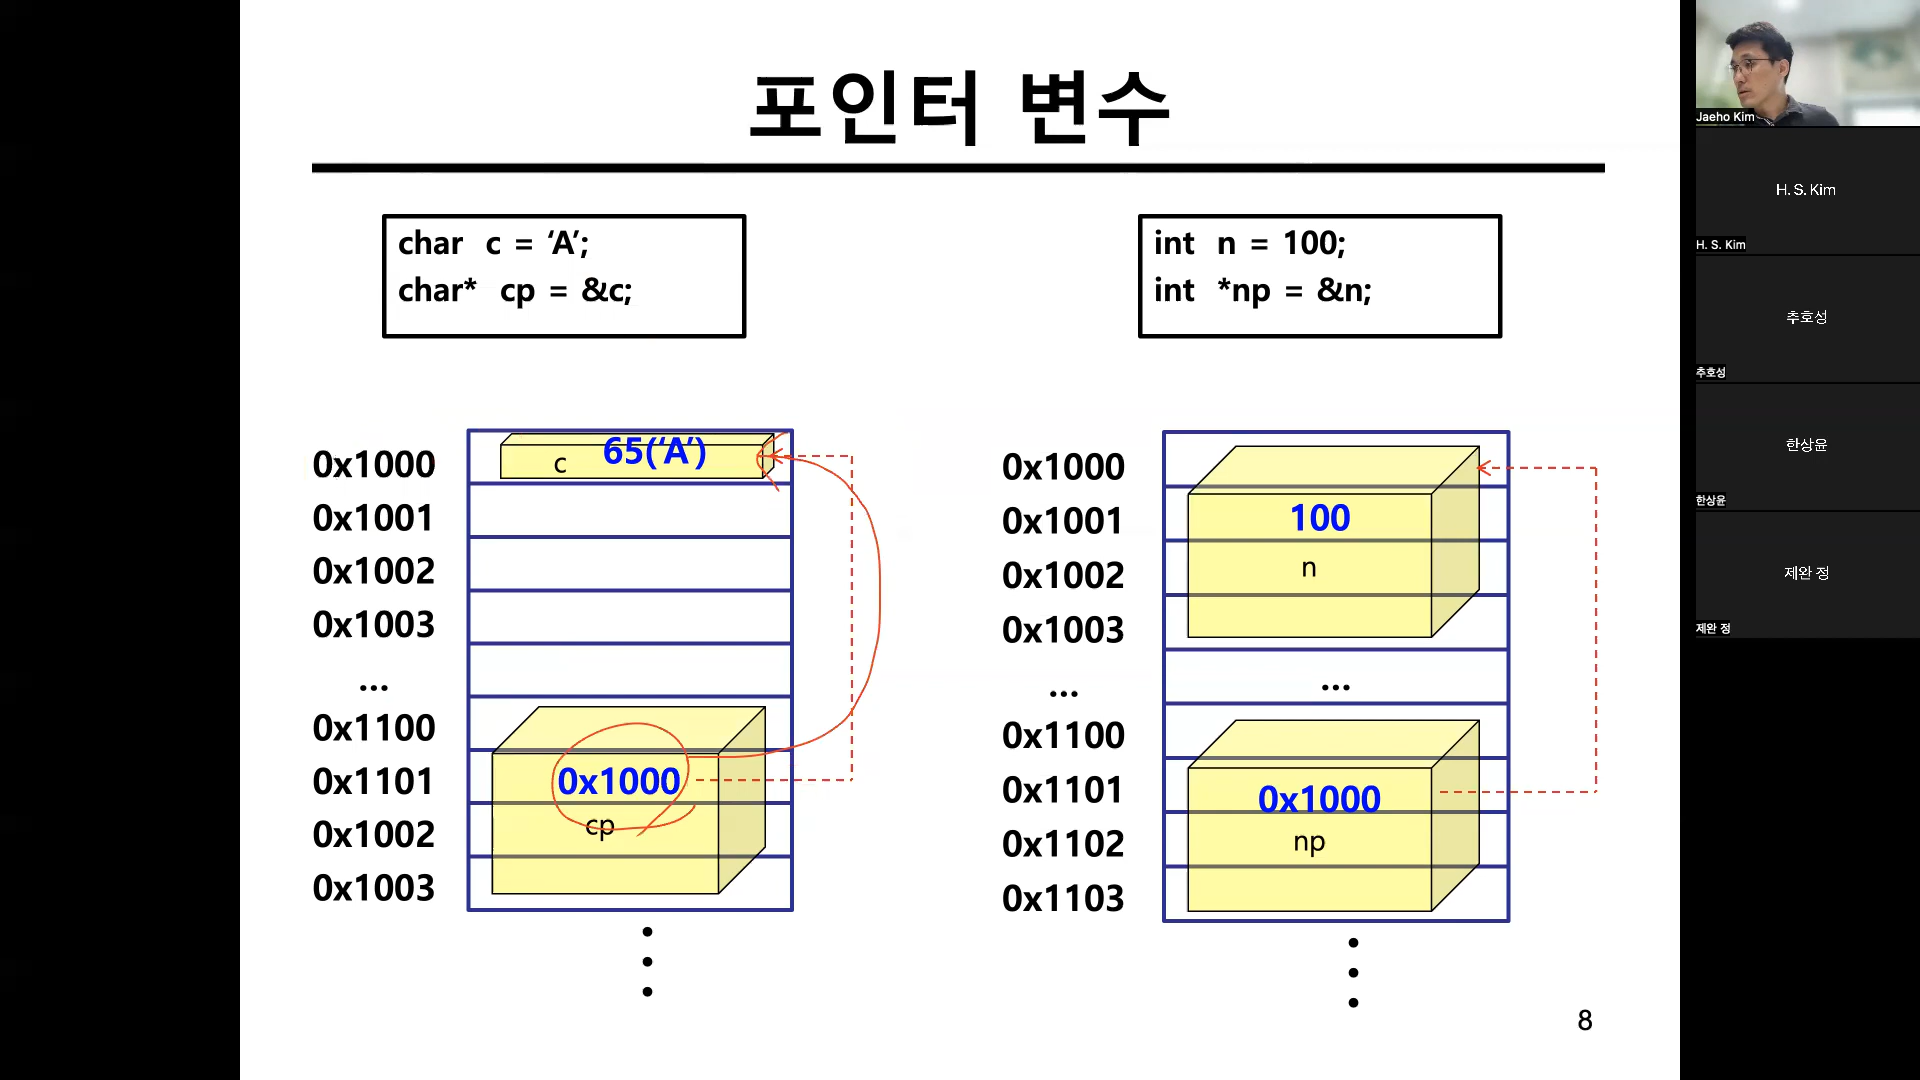 포인터 변수
char c = ‘A’;
char* cp = &c;
int n = 100;
int *np = &n;
0x1000
0x1001
0x1002
0x1003
...
0x1100
0x1101
0x1002
0x1003
c 65(‘A’)
0x1000
cp
0x1000
0x1001
0x1002
0x1003
...
0x1100
0x1101
0x1102
0x1103
100
n
...
0x1000
np
8
Jaeho Kim
H. S. Kim
H. S. Kim
추호성
추호성
한상윤
한상윤
제완 정
제완 정